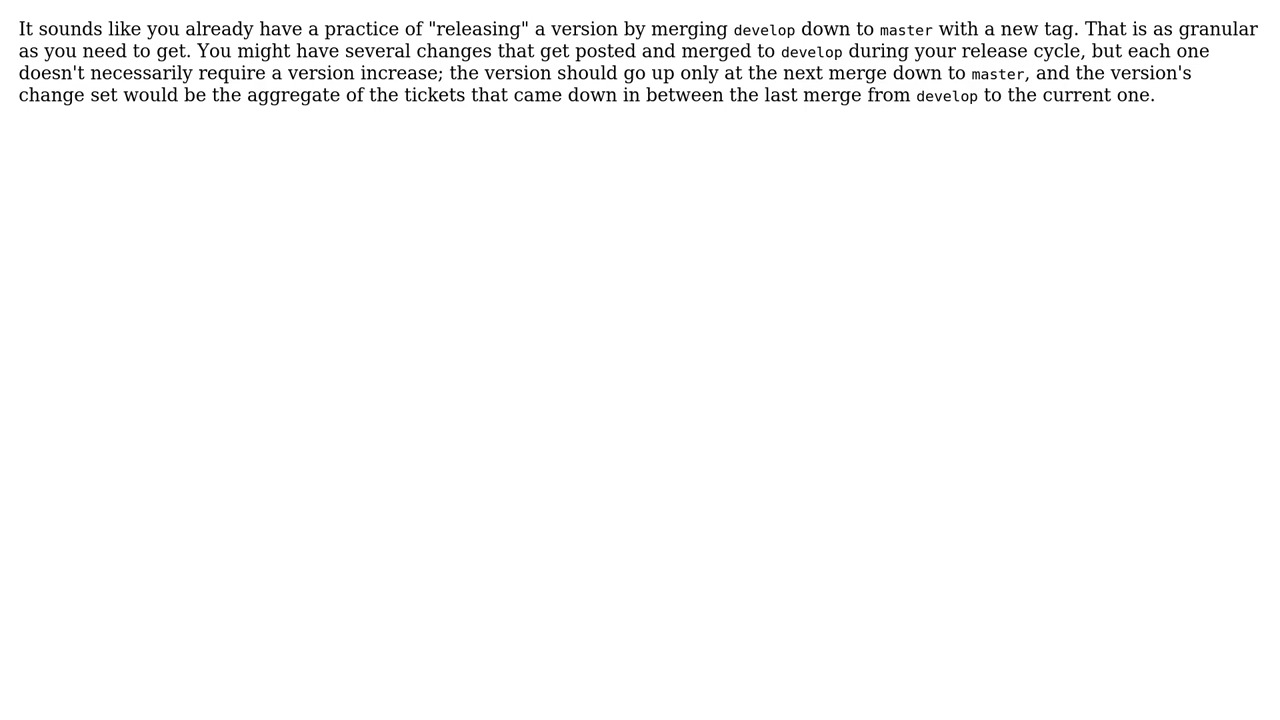 It sounds like you already have a practice of "releasing" a version by merging develop down to master with a new tag. That is as granular
as you need to get. You might have several changes that get posted and merged to develop during your release cycle, but each one
doesn't necessarily require a version increase; the version should go up only at the next merge down to master, and the version's
change set would be the aggregate of the tickets that came down in between the last merge from develop to the current one.